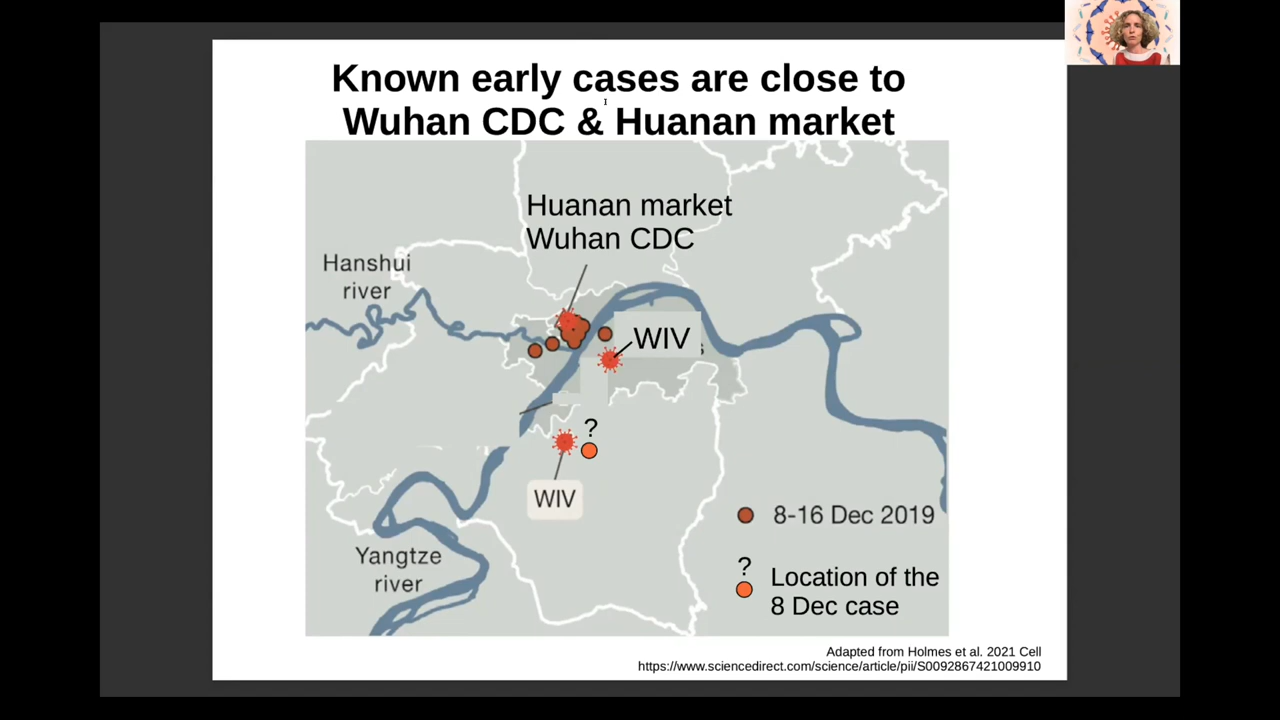 Known early cases are close to
Wuhan CDC & Huanan market
Huanan market
Wuhan CDC
Hanshui
river
WIV
?
WIV
8-16 Dec 2019
Yangtze
river
?
Location of the
8 Dec case
Adapted from Holmes et al. 2021 Cell
https://www.sciencedirect.com/science/article/pii/S0092867421009910